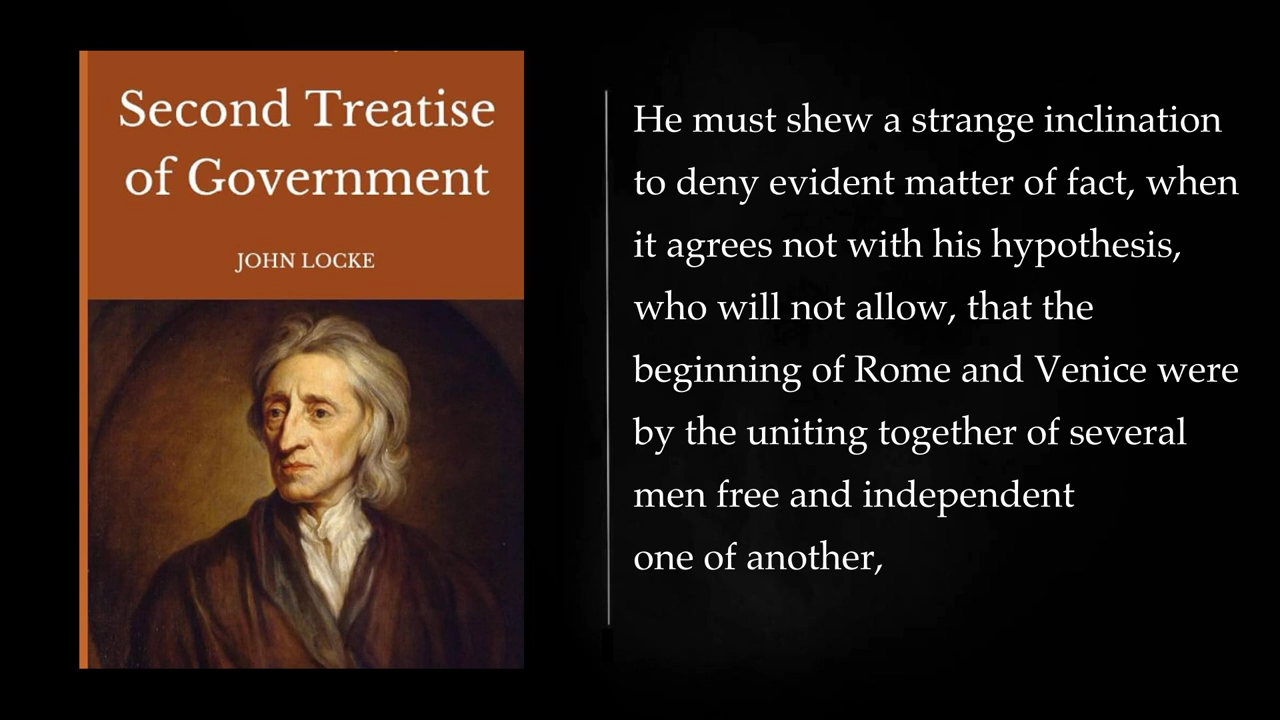 Second Treatise
of Government
JOHN LOCKE
He must shew a strange inclination
to deny evident matter of fact, when
it agrees not with his hypothesis,
who will not allow, that the
beginning of Rome and Venice were
by the uniting together of several
men free and independent
one of another,